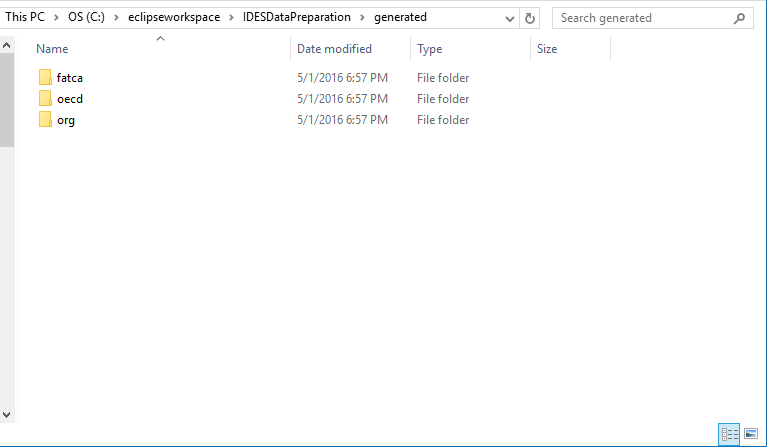 This PC > OS (C:) > eclipseworkspace > IDESDataPreparation > generated Search generated
Name Date modified Type Size
fatca 5/1/2016 6:57 PM File folder
oecd 5/1/2016 6:57 PM File folder
org 5/1/2016 6:57 PM File folder